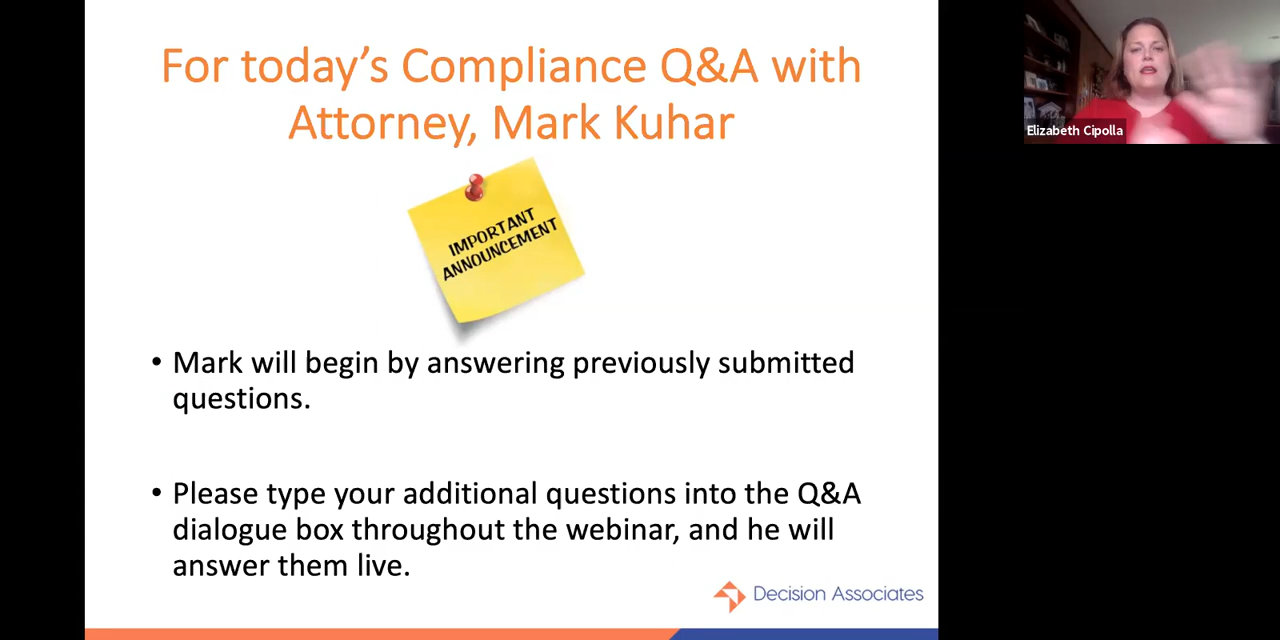 For today’s Compliance Q&A with
Attorney, Mark Kuhar
IMPORTANT
ANNOUNCEMENT
• Mark will begin by answering previously submitted
questions.
• Please type your additional questions into the Q&A
dialogue box throughout the webinar, and he will
answer them live.
Decision Associates
Elizabeth Cipolla